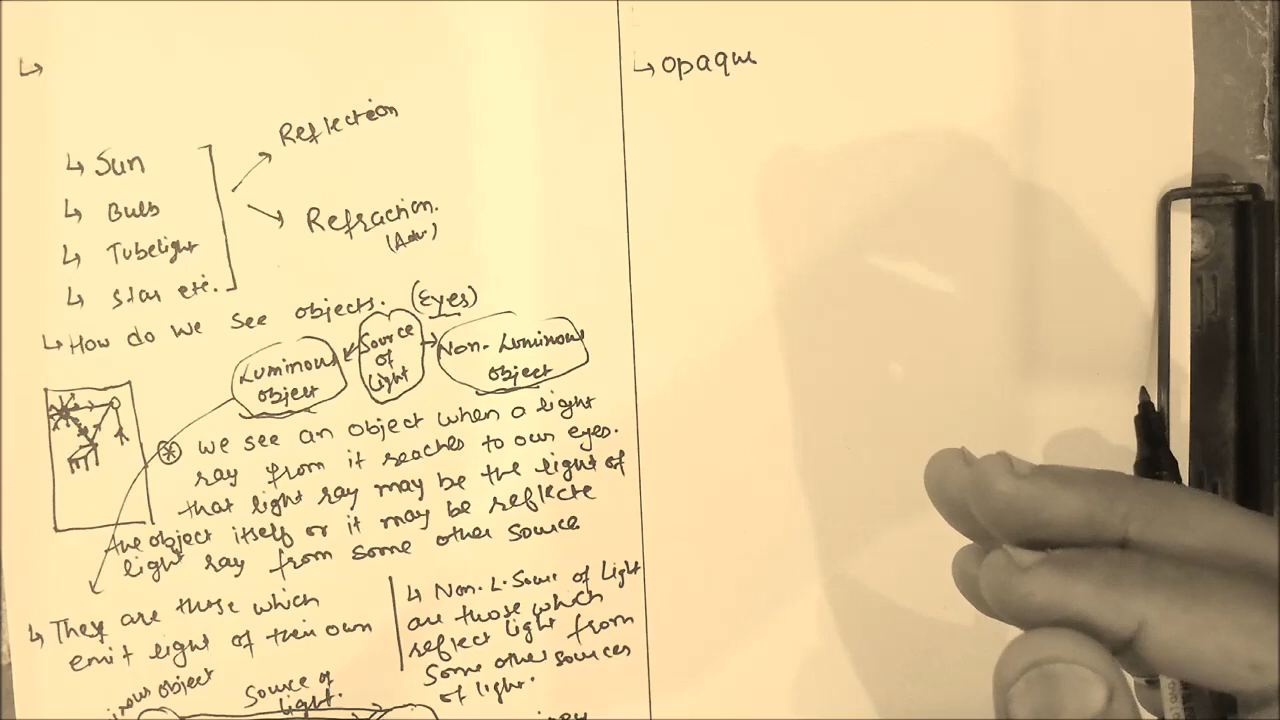 ↳
↳ Sun
↳ Bulb
↳ Tubelight
↳ Star etc.
Reflection
Refraction.
(Adv.)
↳ How do we see objects. (Eyes)
Luminous object
Source of light
Non-Luminous object
we see an object when a light
ray from it reaches to our eyes.
that light ray may be the light of
the object itself or it may be reflecte
light ray from some other source
↳ They are those which
emit light of their own
↳ Non. L. Source of Light
are those which
reflect light from
Some other sources
of light.
object
Source of
light.
↳ opaque